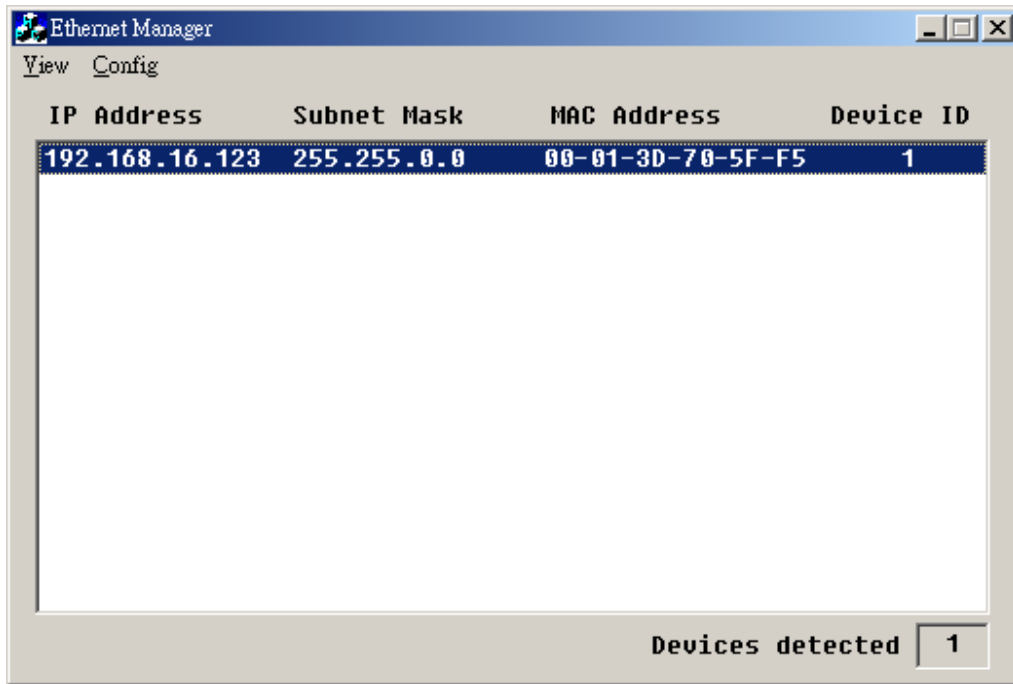 Ethernet Manager
View Config
IP Address Subnet Mask MAC Address Device ID
192.168.16.123 255.255.0.0 00-01-3D-70-5F-F5 1
Devices detected 1